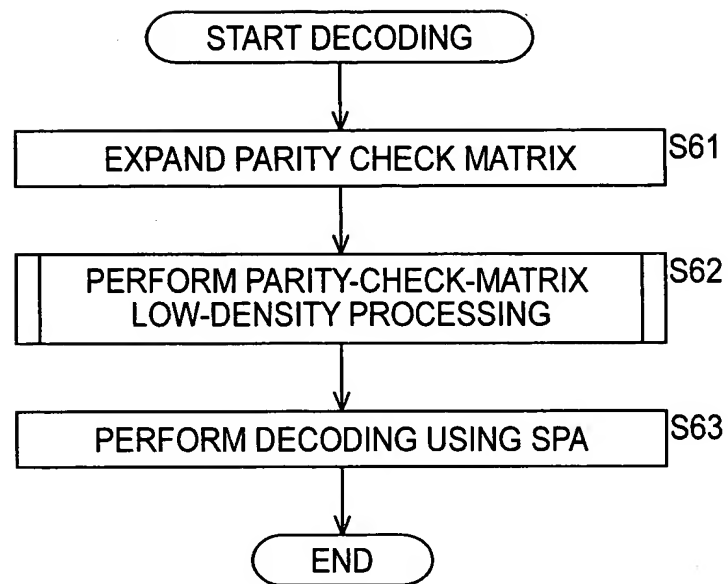 START DECODING
EXPAND PARITY CHECK MATRIX
S61
PERFORM PARITY-CHECK-MATRIX
LOW-DENSITY PROCESSING
S62
PERFORM DECODING USING SPA
S63
END